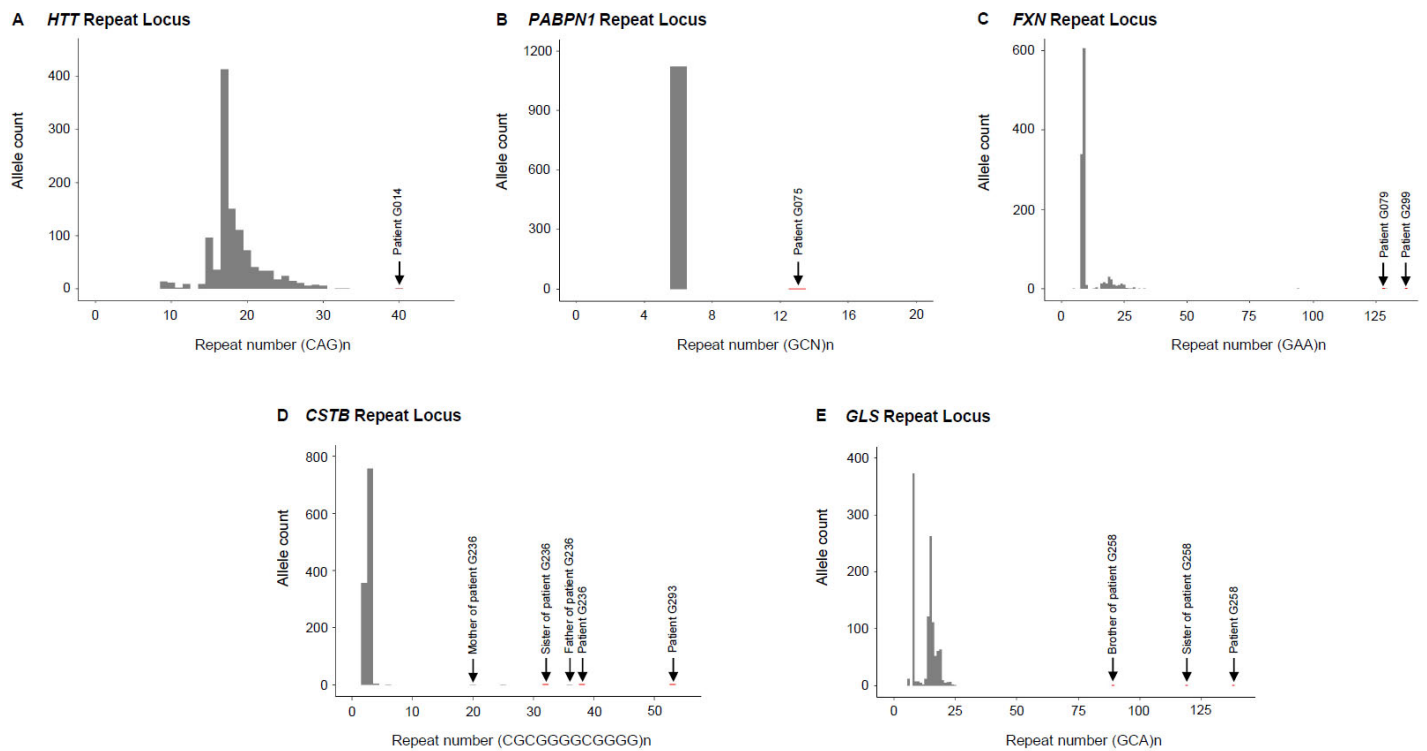 A HTT Repeat Locus
Allele count
400
300
200
100
0
Patient G014
0 10 20 30 40
Repeat number (CAG)n
B PABPN1 Repeat Locus
Allele count
1200
900
600
300
0
Patient G075
0 4 8 12 16 20
Repeat number (GCN)n
C FXN Repeat Locus
Allele count
600
400
200
0
Patient G079
Patient G299
0 25 50 75 100 125
Repeat number (GAA)n
D CSTB Repeat Locus
Allele count
800
600
400
200
0
Mother of patient G236
Sister of patient G236
Father of patient G236
Patient G236
Patient G293
0 10 20 30 40 50
Repeat number (CGCGGGGCGGGG)n
E GLS Repeat Locus
Allele count
400
300
200
100
0
Brother of patient G258
Sister of patient G258
Patient G258
0 25 50 75 100 125
Repeat number (GCA)n